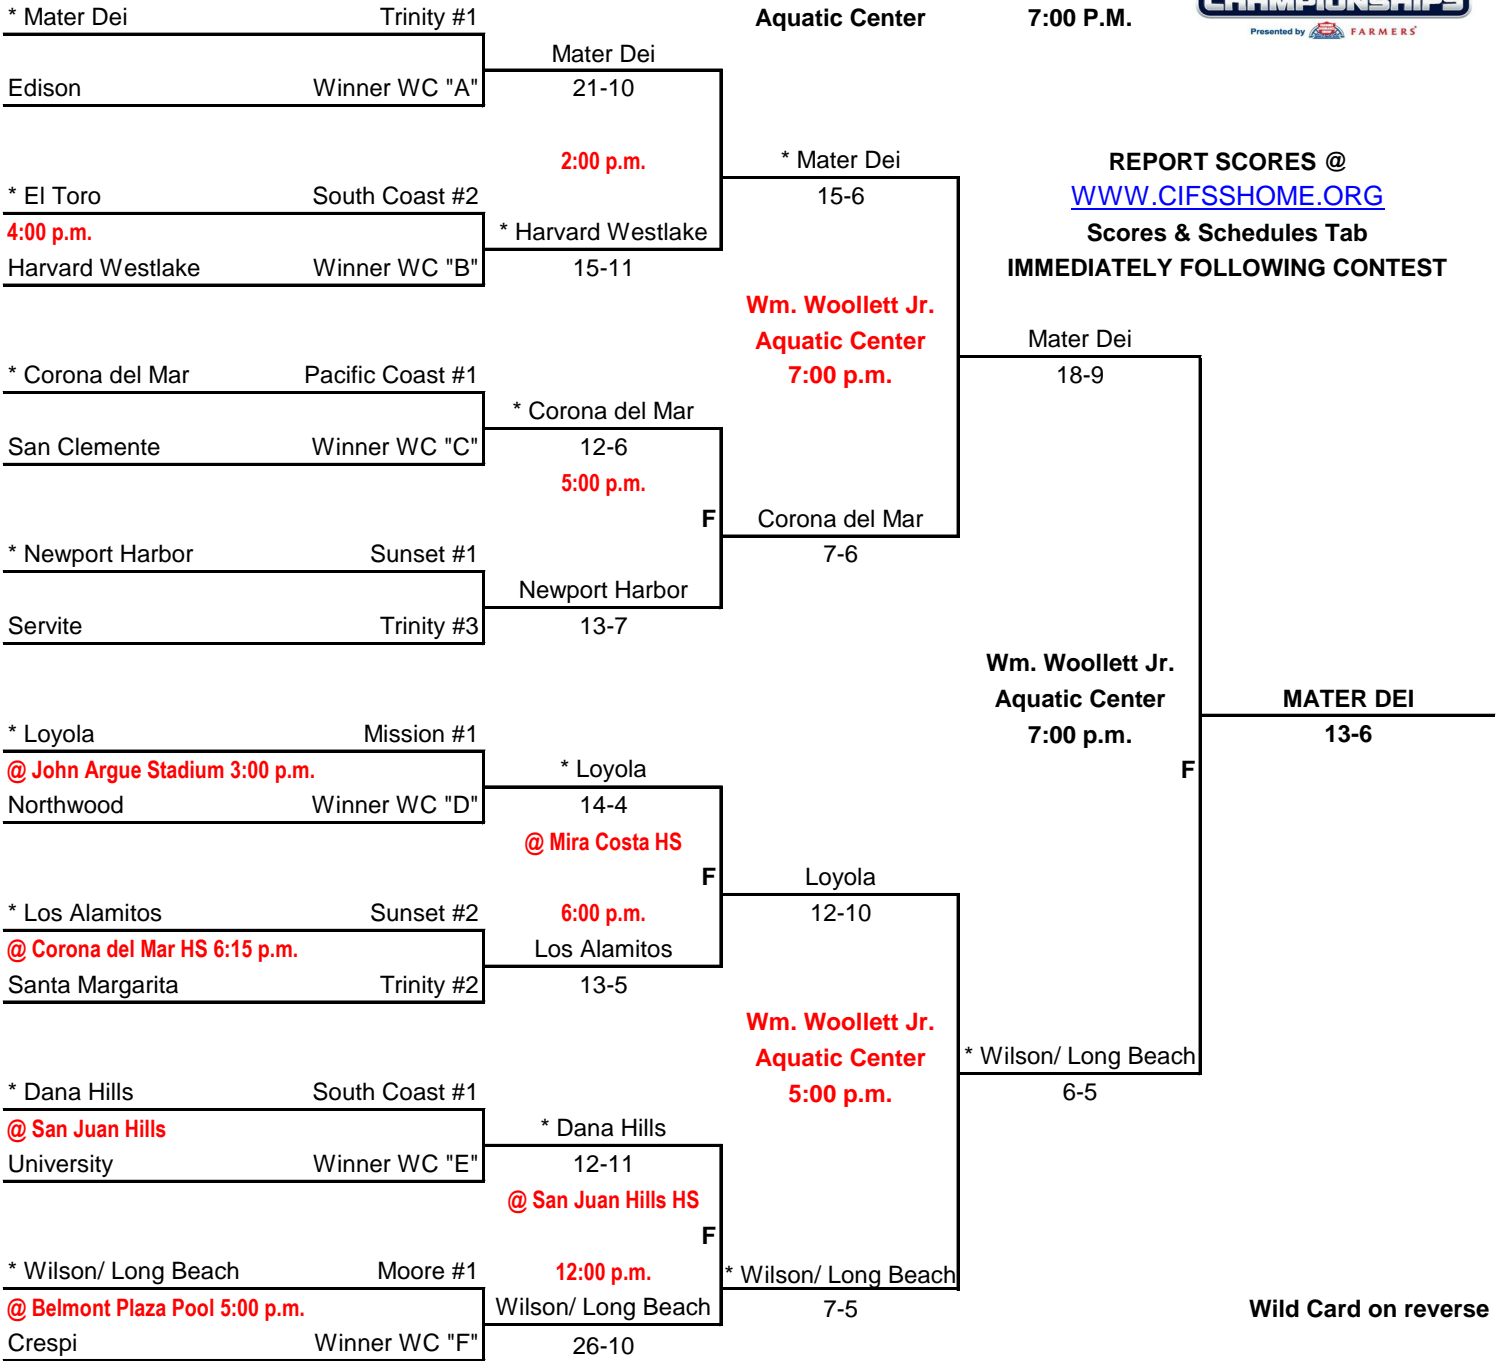 * Mater Dei Trinity #1 Aquatic Center 7:00 P.M. CHAMPIONSHIPS
Presented by FARMERS
Mater Dei
Edison Winner WC "A" 21-10
2:00 p.m. * Mater Dei REPORT SCORES @
* El Toro South Coast #2 15-6 WWW.CIFSSHOME.ORG
4:00 p.m. * Harvard Westlake Scores & Schedules Tab
Harvard Westlake Winner WC "B" 15-11 IMMEDIATELY FOLLOWING CONTEST
Wm. Woollett Jr.
Aquatic Center Mater Dei
* Corona del Mar Pacific Coast #1 7:00 p.m. 18-9
* Corona del Mar
San Clemente Winner WC "C" 12-6
5:00 p.m.
F Corona del Mar
* Newport Harbor Sunset #1 7-6
Newport Harbor
Servite Trinity #3 13-7
Wm. Woollett Jr.
Aquatic Center MATER DEI
* Loyola Mission #1 7:00 p.m. 13-6
@ John Argue Stadium 3:00 p.m. * Loyola F
Northwood Winner WC "D" 14-4
@ Mira Costa HS
F Loyola
* Los Alamitos Sunset #2 6:00 p.m. 12-10
@ Corona del Mar HS 6:15 p.m. Los Alamitos
Santa Margarita Trinity #2 13-5
Wm. Woollett Jr.
Aquatic Center * Wilson/ Long Beach
* Dana Hills South Coast #1 5:00 p.m. 6-5
@ San Juan Hills * Dana Hills
University Winner WC "E" 12-11
@ San Juan Hills HS
F
* Wilson/ Long Beach Moore #1 12:00 p.m. * Wilson/ Long Beach
@ Belmont Plaza Pool 5:00 p.m. Wilson/ Long Beach 7-5 Wild Card on reverse
Crespi Winner WC "F" 26-10